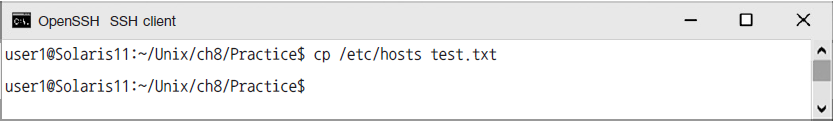 OpenSSH SSH client
user1@Solaris11:~/Unix/ch8/Practice$ cp /etc/hosts test.txt
user1@Solaris11:~/Unix/ch8/Practice$